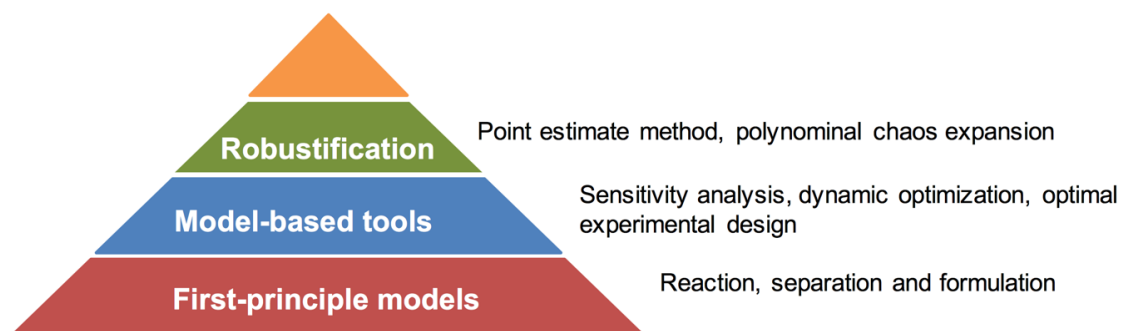 Robustification
Point estimate method, polynominal chaos expansion
Model-based tools
Sensitivity analysis, dynamic optimization, optimal
experimental design
First-principle models
Reaction, separation and formulation